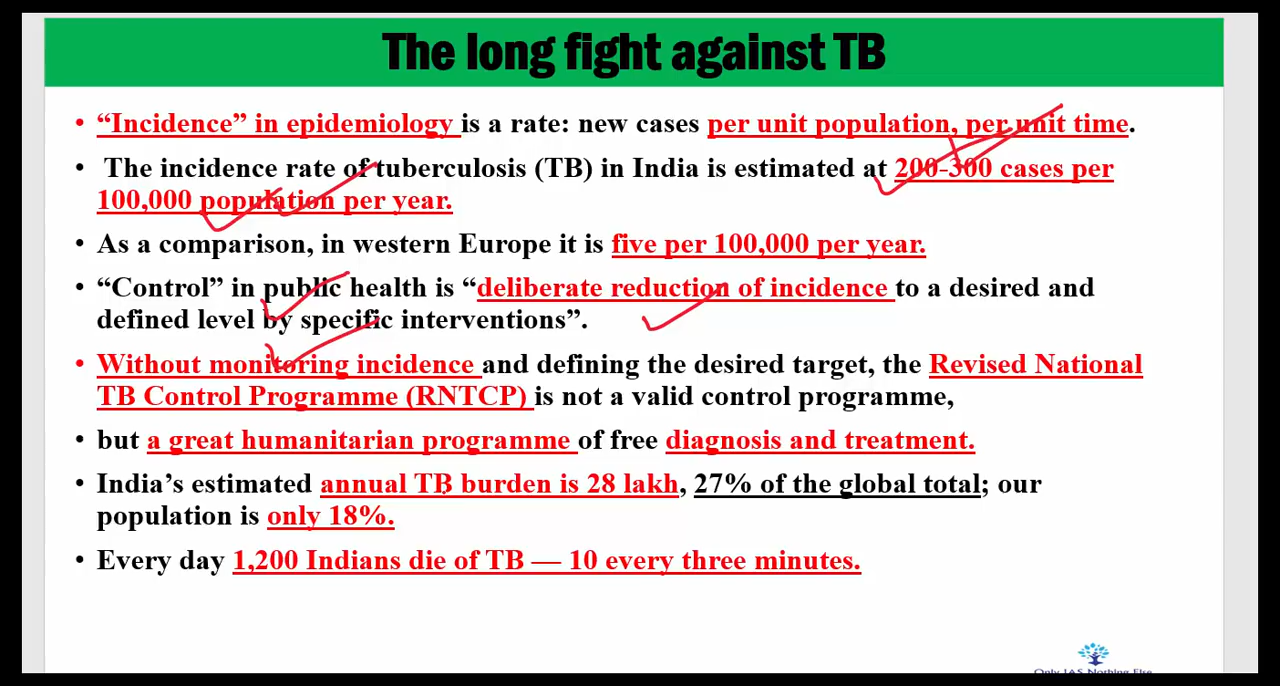 The long fight against TB
• “Incidence” in epidemiology is a rate: new cases per unit population, per unit time.
• The incidence rate of tuberculosis (TB) in India is estimated at 200-300 cases per
100,000 population per year.
• As a comparison, in western Europe it is five per 100,000 per year.
• “Control” in public health is “deliberate reduction of incidence to a desired and
defined level by specific interventions”.
• Without monitoring incidence and defining the desired target, the Revised National
TB Control Programme (RNTCP) is not a valid control programme,
• but a great humanitarian programme of free diagnosis and treatment.
• India’s estimated annual TB burden is 28 lakh, 27% of the global total; our
population is only 18%.
• Every day 1,200 Indians die of TB — 10 every three minutes.
Only IAS Nothing Else